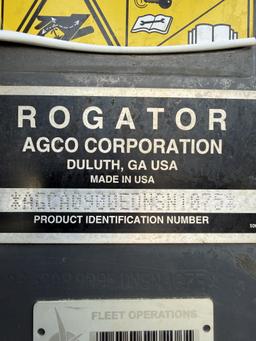 ROGATOR
AGCO CORPORATION
DULUTH, GA USA
MADE IN USA
*AGCA0900EDNSN1075*
PRODUCT IDENTIFICATION NUMBER
FLEET OPERATIONS